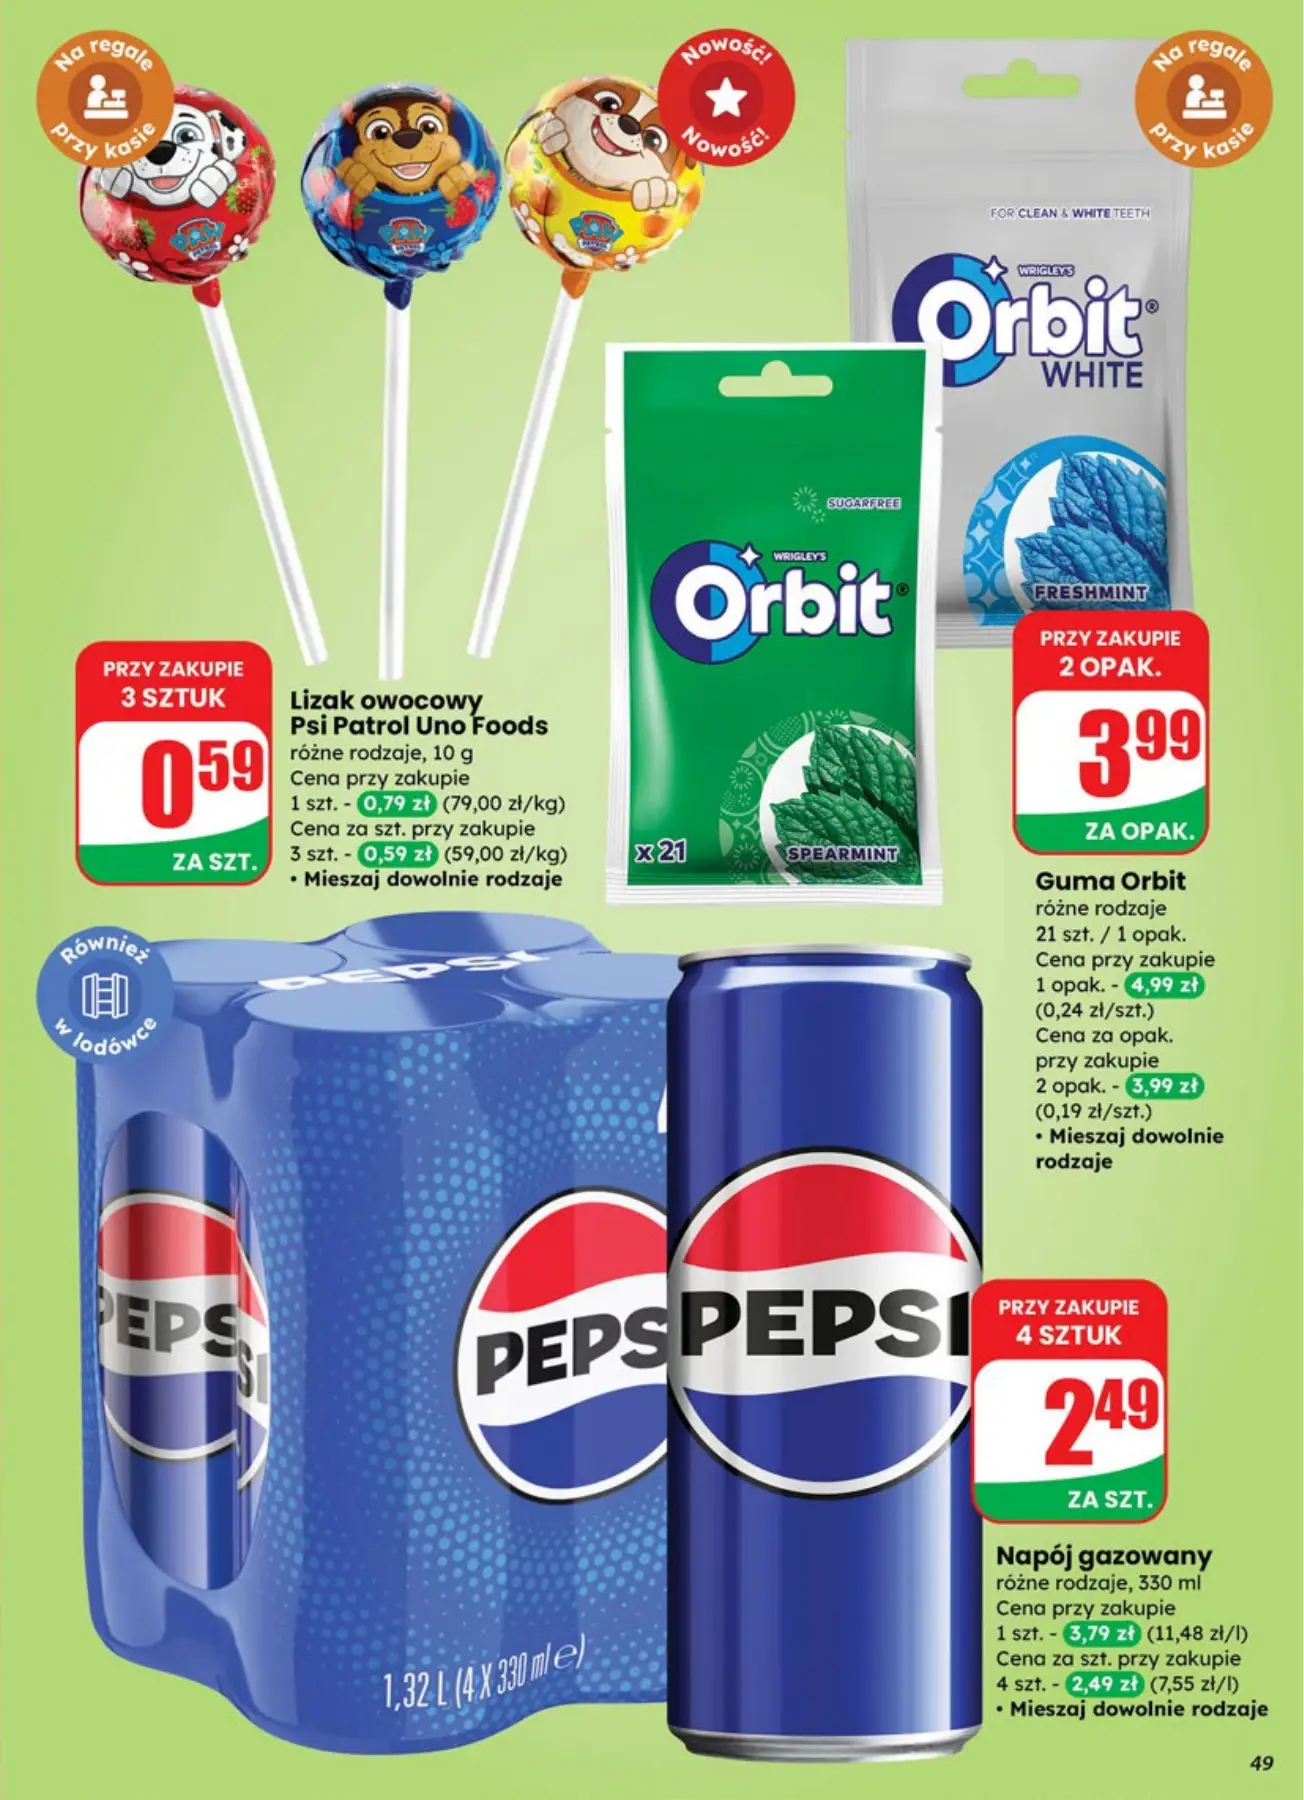 Na regale
przy kasie
Nowość!
Nowość!
Na regale
przy kasie
PAW
PATROL
PAW
PATROL
PAW
PATROL
FOR CLEAN & WHITE TEETH
WRIGLEY'S
Orbit®
WHITE
FRESHMINT
SUGARFREE
WRIGLEY'S
Orbit®
x 21
SPEARMINT
PRZY ZAKUPIE
3 SZTUK
0 59
ZA SZT.
Lizak owocowy
Psi Patrol Uno Foods
różne rodzaje, 10 g
Cena przy zakupie
1 szt. - 0,79 zł (79,00 zł/kg)
Cena za szt. przy zakupie
3 szt. - 0,59 zł (59,00 zł/kg)
• Mieszaj dowolnie rodzaje
PRZY ZAKUPIE
2 OPAK.
3 99
ZA OPAK.
Guma Orbit
różne rodzaje
21 szt. / 1 opak.
Cena przy zakupie
1 opak. - 4,99 zł
(0,24 zł/szt.)
Cena za opak.
przy zakupie
2 opak. - 3,99 zł
(0,19 zł/szt.)
• Mieszaj dowolnie
rodzaje
Również
w lodówce
PEPSI
PEPSI
PEPS
PEPSI
1,32 L (4 X 330 ml e)
PRZY ZAKUPIE
4 SZTUK
2 49
ZA SZT.
Napój gazowany
różne rodzaje, 330 ml
Cena przy zakupie
1 szt. - 3,79 zł (11,48 zł/l)
Cena za szt. przy zakupie
4 szt. - 2,49 zł (7,55 zł/l)
• Mieszaj dowolnie rodzaje
49